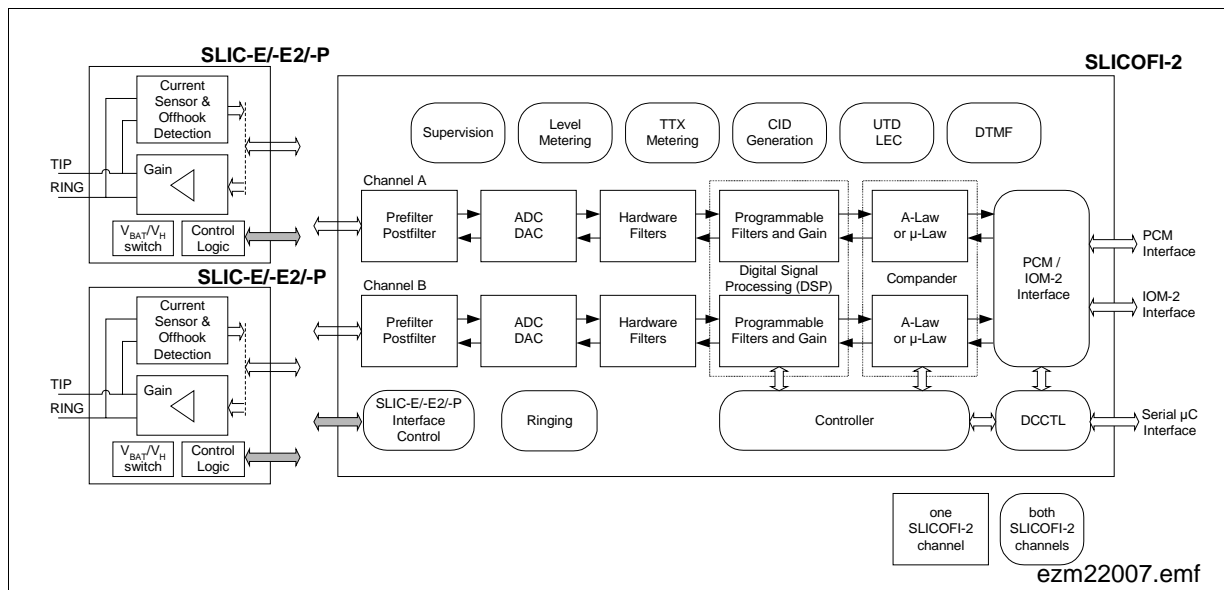 SLIC-E/-E2/-P
Current
Sensor &
Offhook
Detection
TIP
RING
Gain
VBAT/VH
switch
Control
Logic
SLIC-E/-E2/-P
Current
Sensor &
Offhook
Detection
TIP
RING
Gain
VBAT/VH
switch
Control
Logic
SLICOFI-2
Supervision
Level
Metering
TTX
Metering
CID
Generation
UTD
LEC
DTMF
Channel A
Prefilter
Postfilter
ADC
DAC
Hardware
Filters
Programmable
Filters and Gain
A-Law
or µ-Law
Digital Signal
Processing (DSP)
Compander
PCM /
IOM-2
Interface
PCM
Interface
IOM-2
Interface
Channel B
Prefilter
Postfilter
ADC
DAC
Hardware
Filters
Programmable
Filters and Gain
A-Law
or µ-Law
SLIC-E/-E2/-P
Interface
Control
Ringing
Controller
DCCTL
Serial µC
Interface
one
SLICOFI-2
channel
both
SLICOFI-2
channels
ezm22007.emf